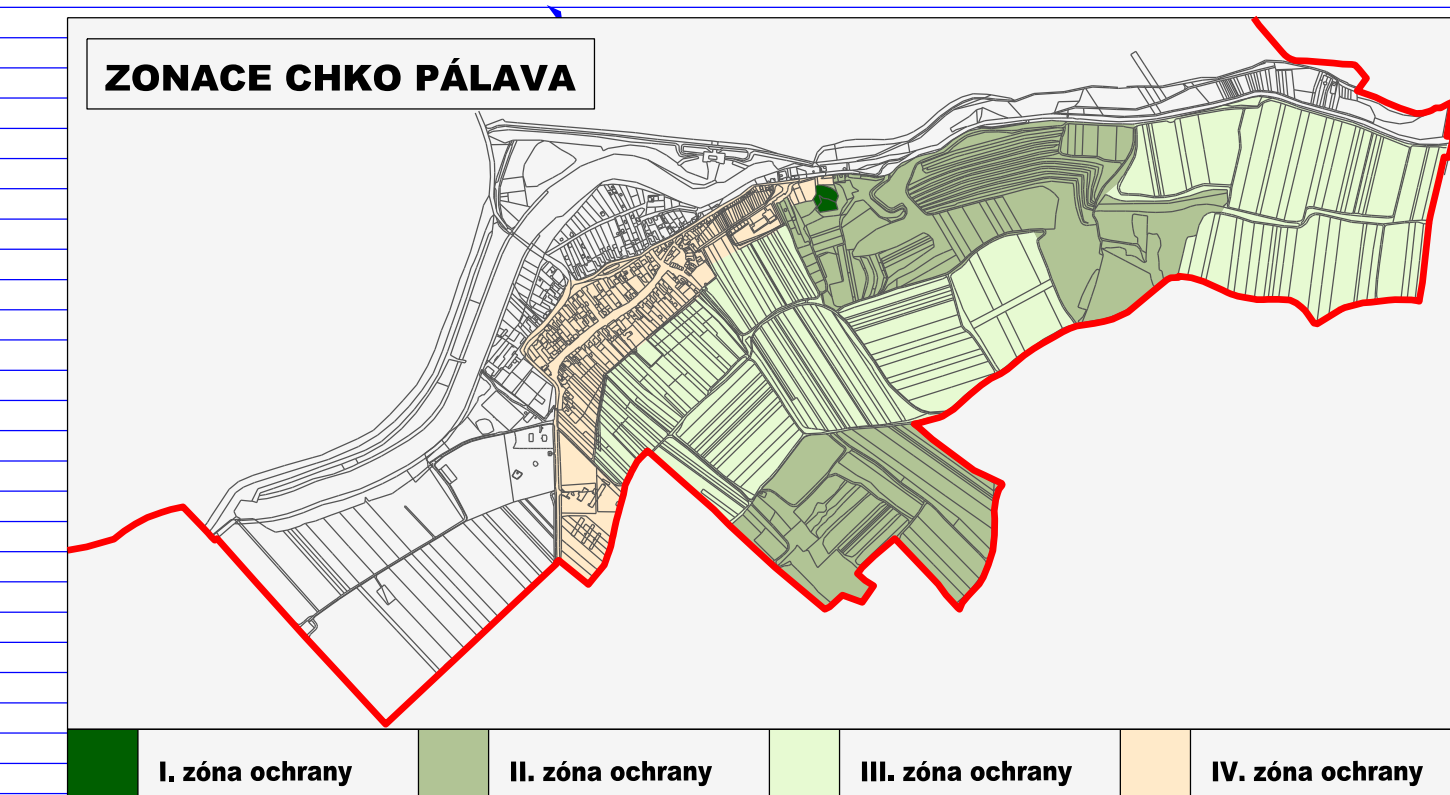 ZONACE CHKO PÁLAVA
I. zóna ochrany
II. zóna ochrany
III. zóna ochrany
IV. zóna ochrany